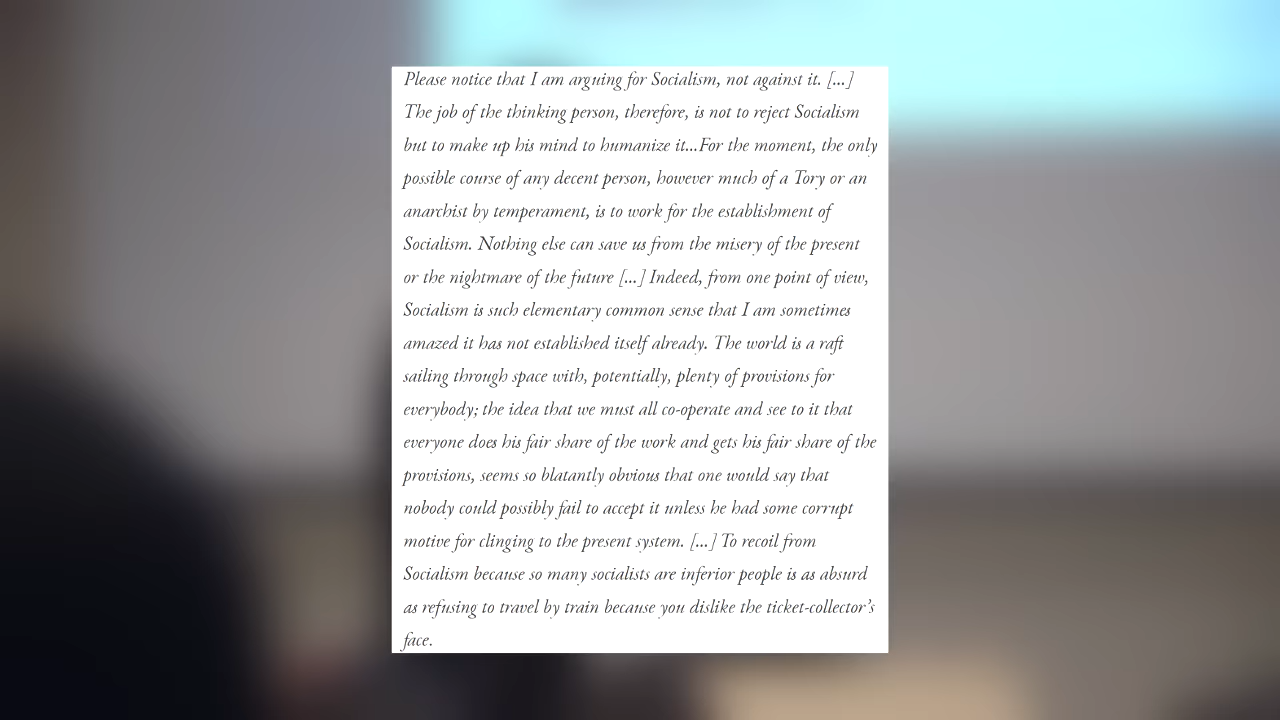 Please notice that I am arguing for Socialism, not against it. [...]
The job of the thinking person, therefore, is not to reject Socialism
but to make up his mind to humanize it...For the moment, the only
possible course of any decent person, however much of a Tory or an
anarchist by temperament, is to work for the establishment of
Socialism. Nothing else can save us from the misery of the present
or the nightmare of the future [...] Indeed, from one point of view,
Socialism is such elementary common sense that I am sometimes
amazed it has not established itself already. The world is a raft
sailing through space with, potentially, plenty of provisions for
everybody; the idea that we must all co-operate and see to it that
everyone does his fair share of the work and gets his fair share of the
provisions, seems so blatantly obvious that one would say that
nobody could possibly fail to accept it unless he had some corrupt
motive for clinging to the present system. [...] To recoil from
Socialism because so many socialists are inferior people is as absurd
as refusing to travel by train because you dislike the ticket-collector’s
face.